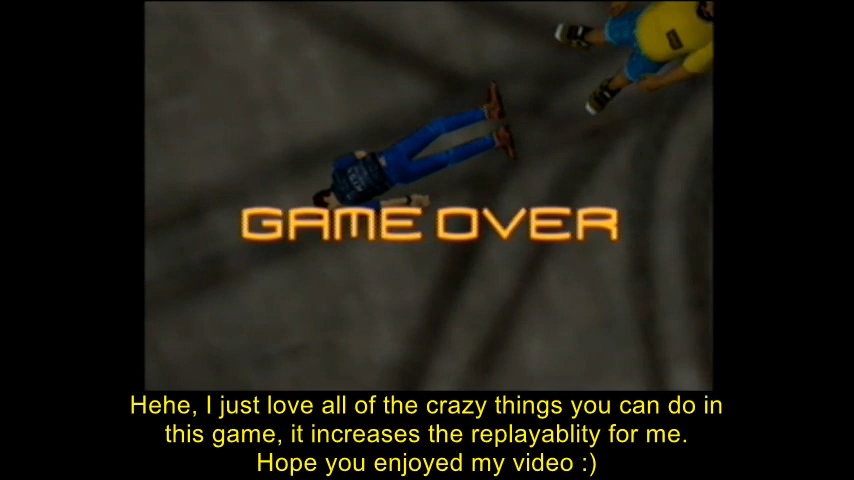 GAME OVER
Hehe, I just love all of the crazy things you can do in
this game, it increases the replayablity for me.
Hope you enjoyed my video :)